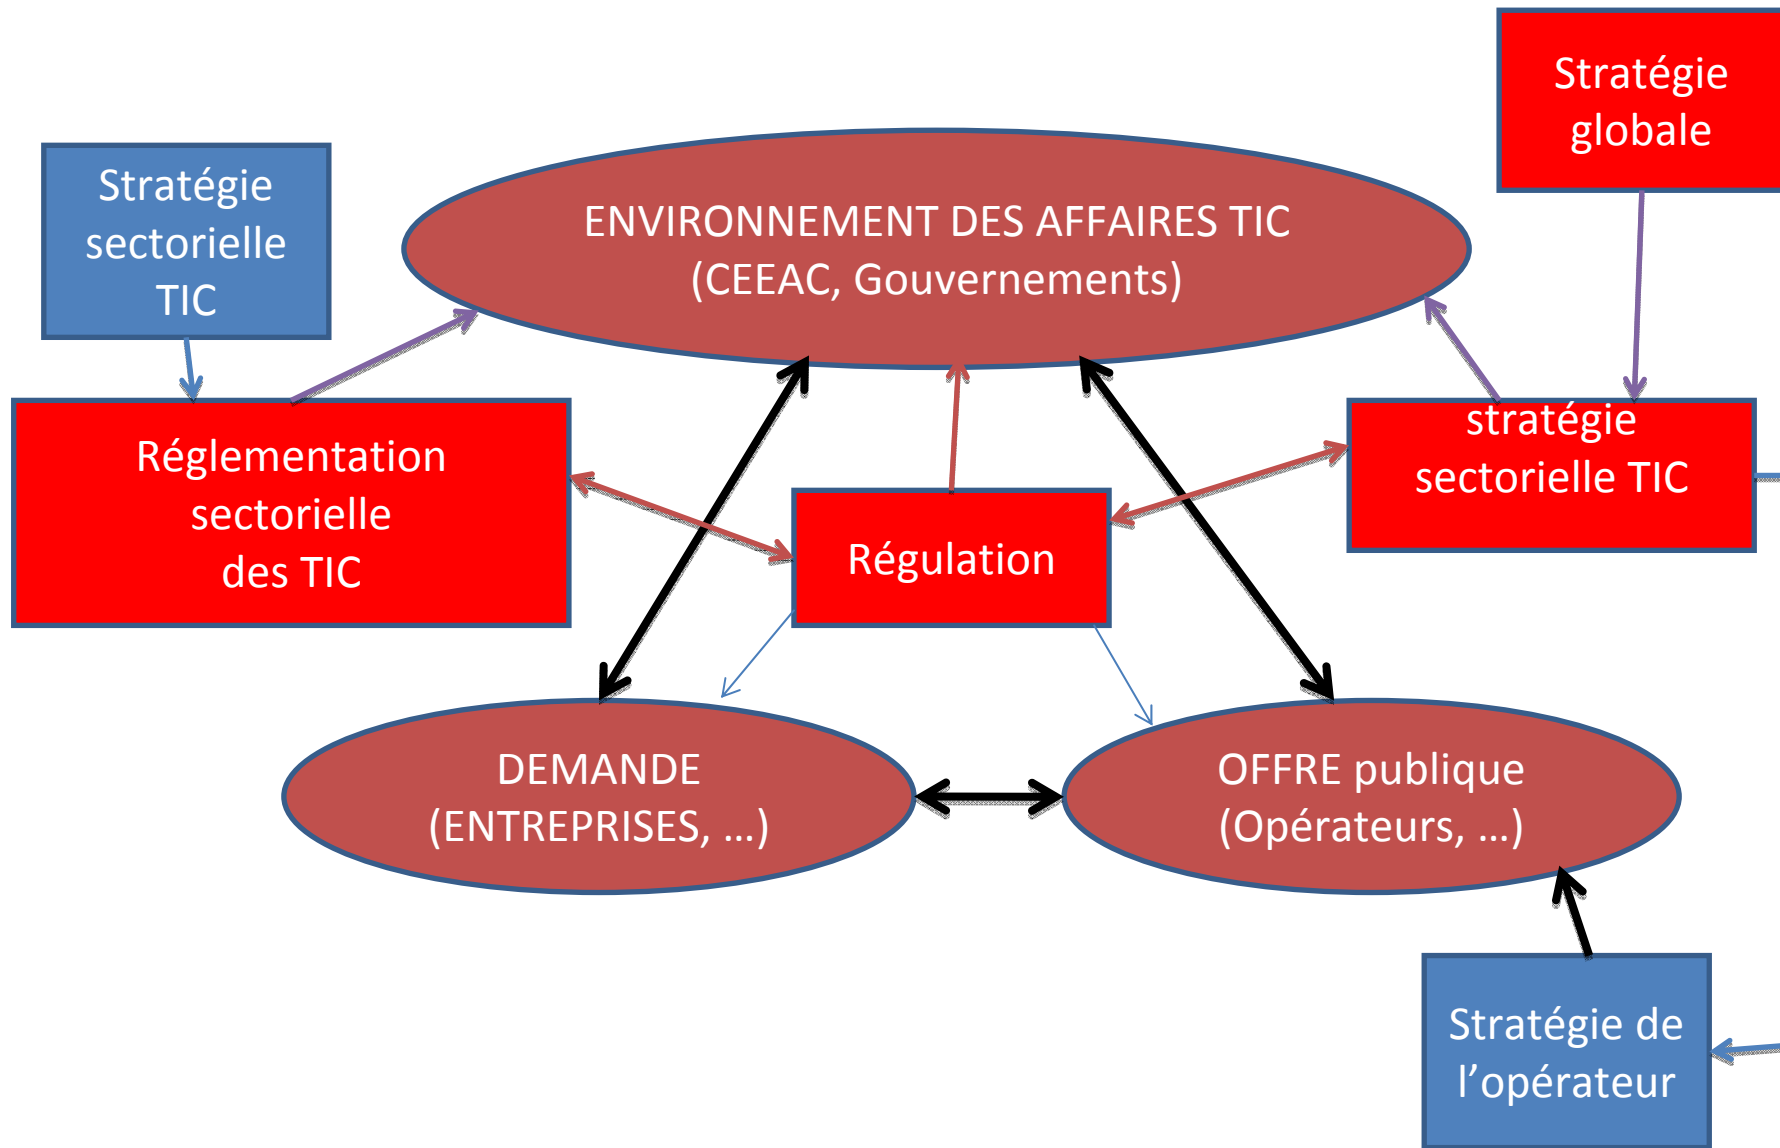 Stratégie
globale
Stratégie
sectorielle
TIC
ENVIRONNEMENT DES AFFAIRES TIC
(CEEAC, Gouvernements)
Réglementation
sectorielle
des TIC
Régulation
stratégie
sectorielle TIC
DEMANDE
(ENTREPRISES, ...)
OFFRE publique
(Opérateurs, ...)
Stratégie de
l’opérateur